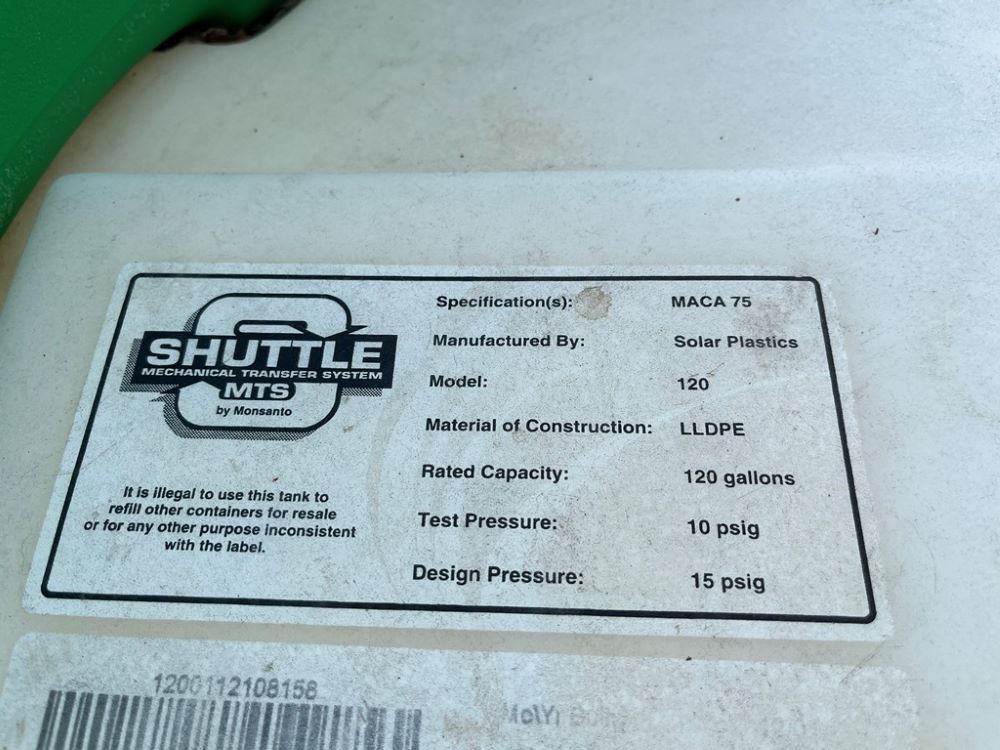 SHUTTLE
MECHANICAL TRANSFER SYSTEM
MTS
by Monsanto
It is illegal to use this tank to
refill other containers for resale
or for any other purpose inconsistent
with the label.
Specification(s): MACA 75
Manufactured By: Solar Plastics
Model: 120
Material of Construction: LLDPE
Rated Capacity: 120 gallons
Test Pressure: 10 psig
Design Pressure: 15 psig
1200112108158